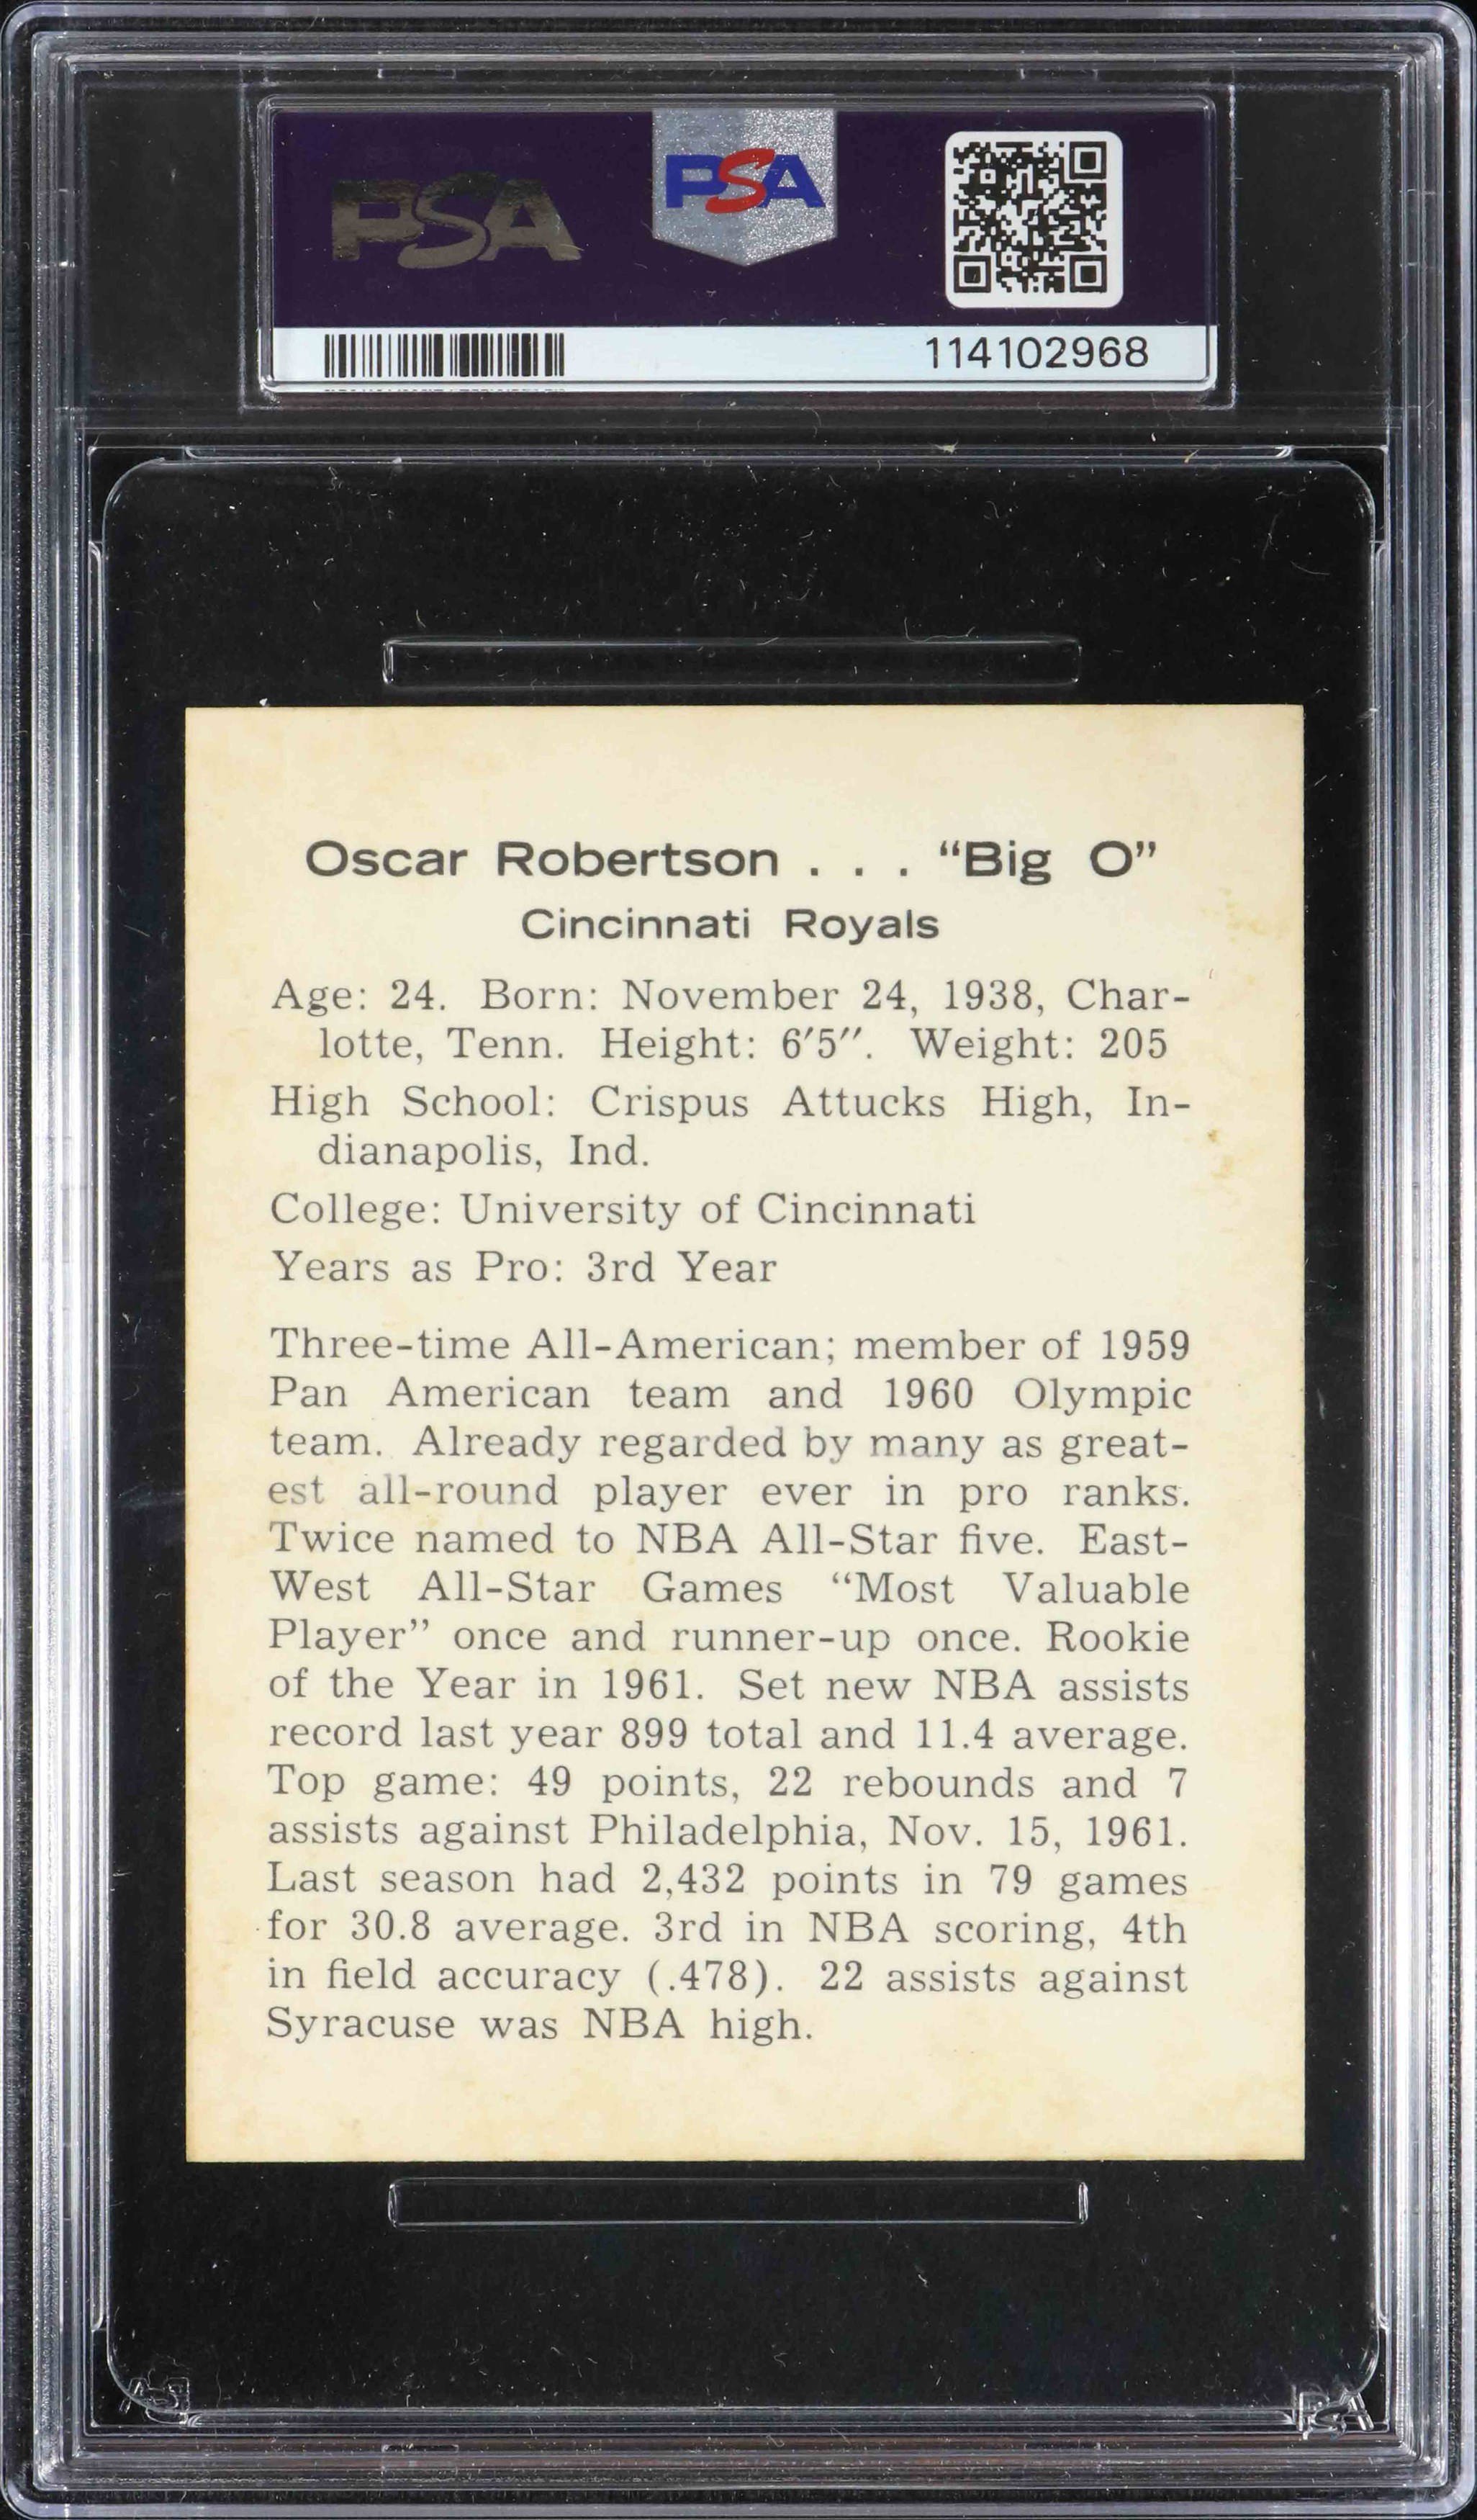 PSA PSA
114102968
Oscar Robertson . . . “Big O”
Cincinnati Royals
Age: 24. Born: November 24, 1938, Char-
lotte, Tenn. Height: 6′5″. Weight: 205
High School: Crispus Attucks High, In-
dianapolis, Ind.
College: University of Cincinnati
Years as Pro: 3rd Year
Three-time All-American; member of 1959
Pan American team and 1960 Olympic
team. Already regarded by many as great-
est all-round player ever in pro ranks.
Twice named to NBA All-Star five. East-
West All-Star Games “Most Valuable
Player” once and runner-up once. Rookie
of the Year in 1961. Set new NBA assists
record last year 899 total and 11.4 average.
Top game: 49 points, 22 rebounds and 7
assists against Philadelphia, Nov. 15, 1961.
Last season had 2,432 points in 79 games
for 30.8 average. 3rd in NBA scoring, 4th
in field accuracy (.478). 22 assists against
Syracuse was NBA high.
PSA